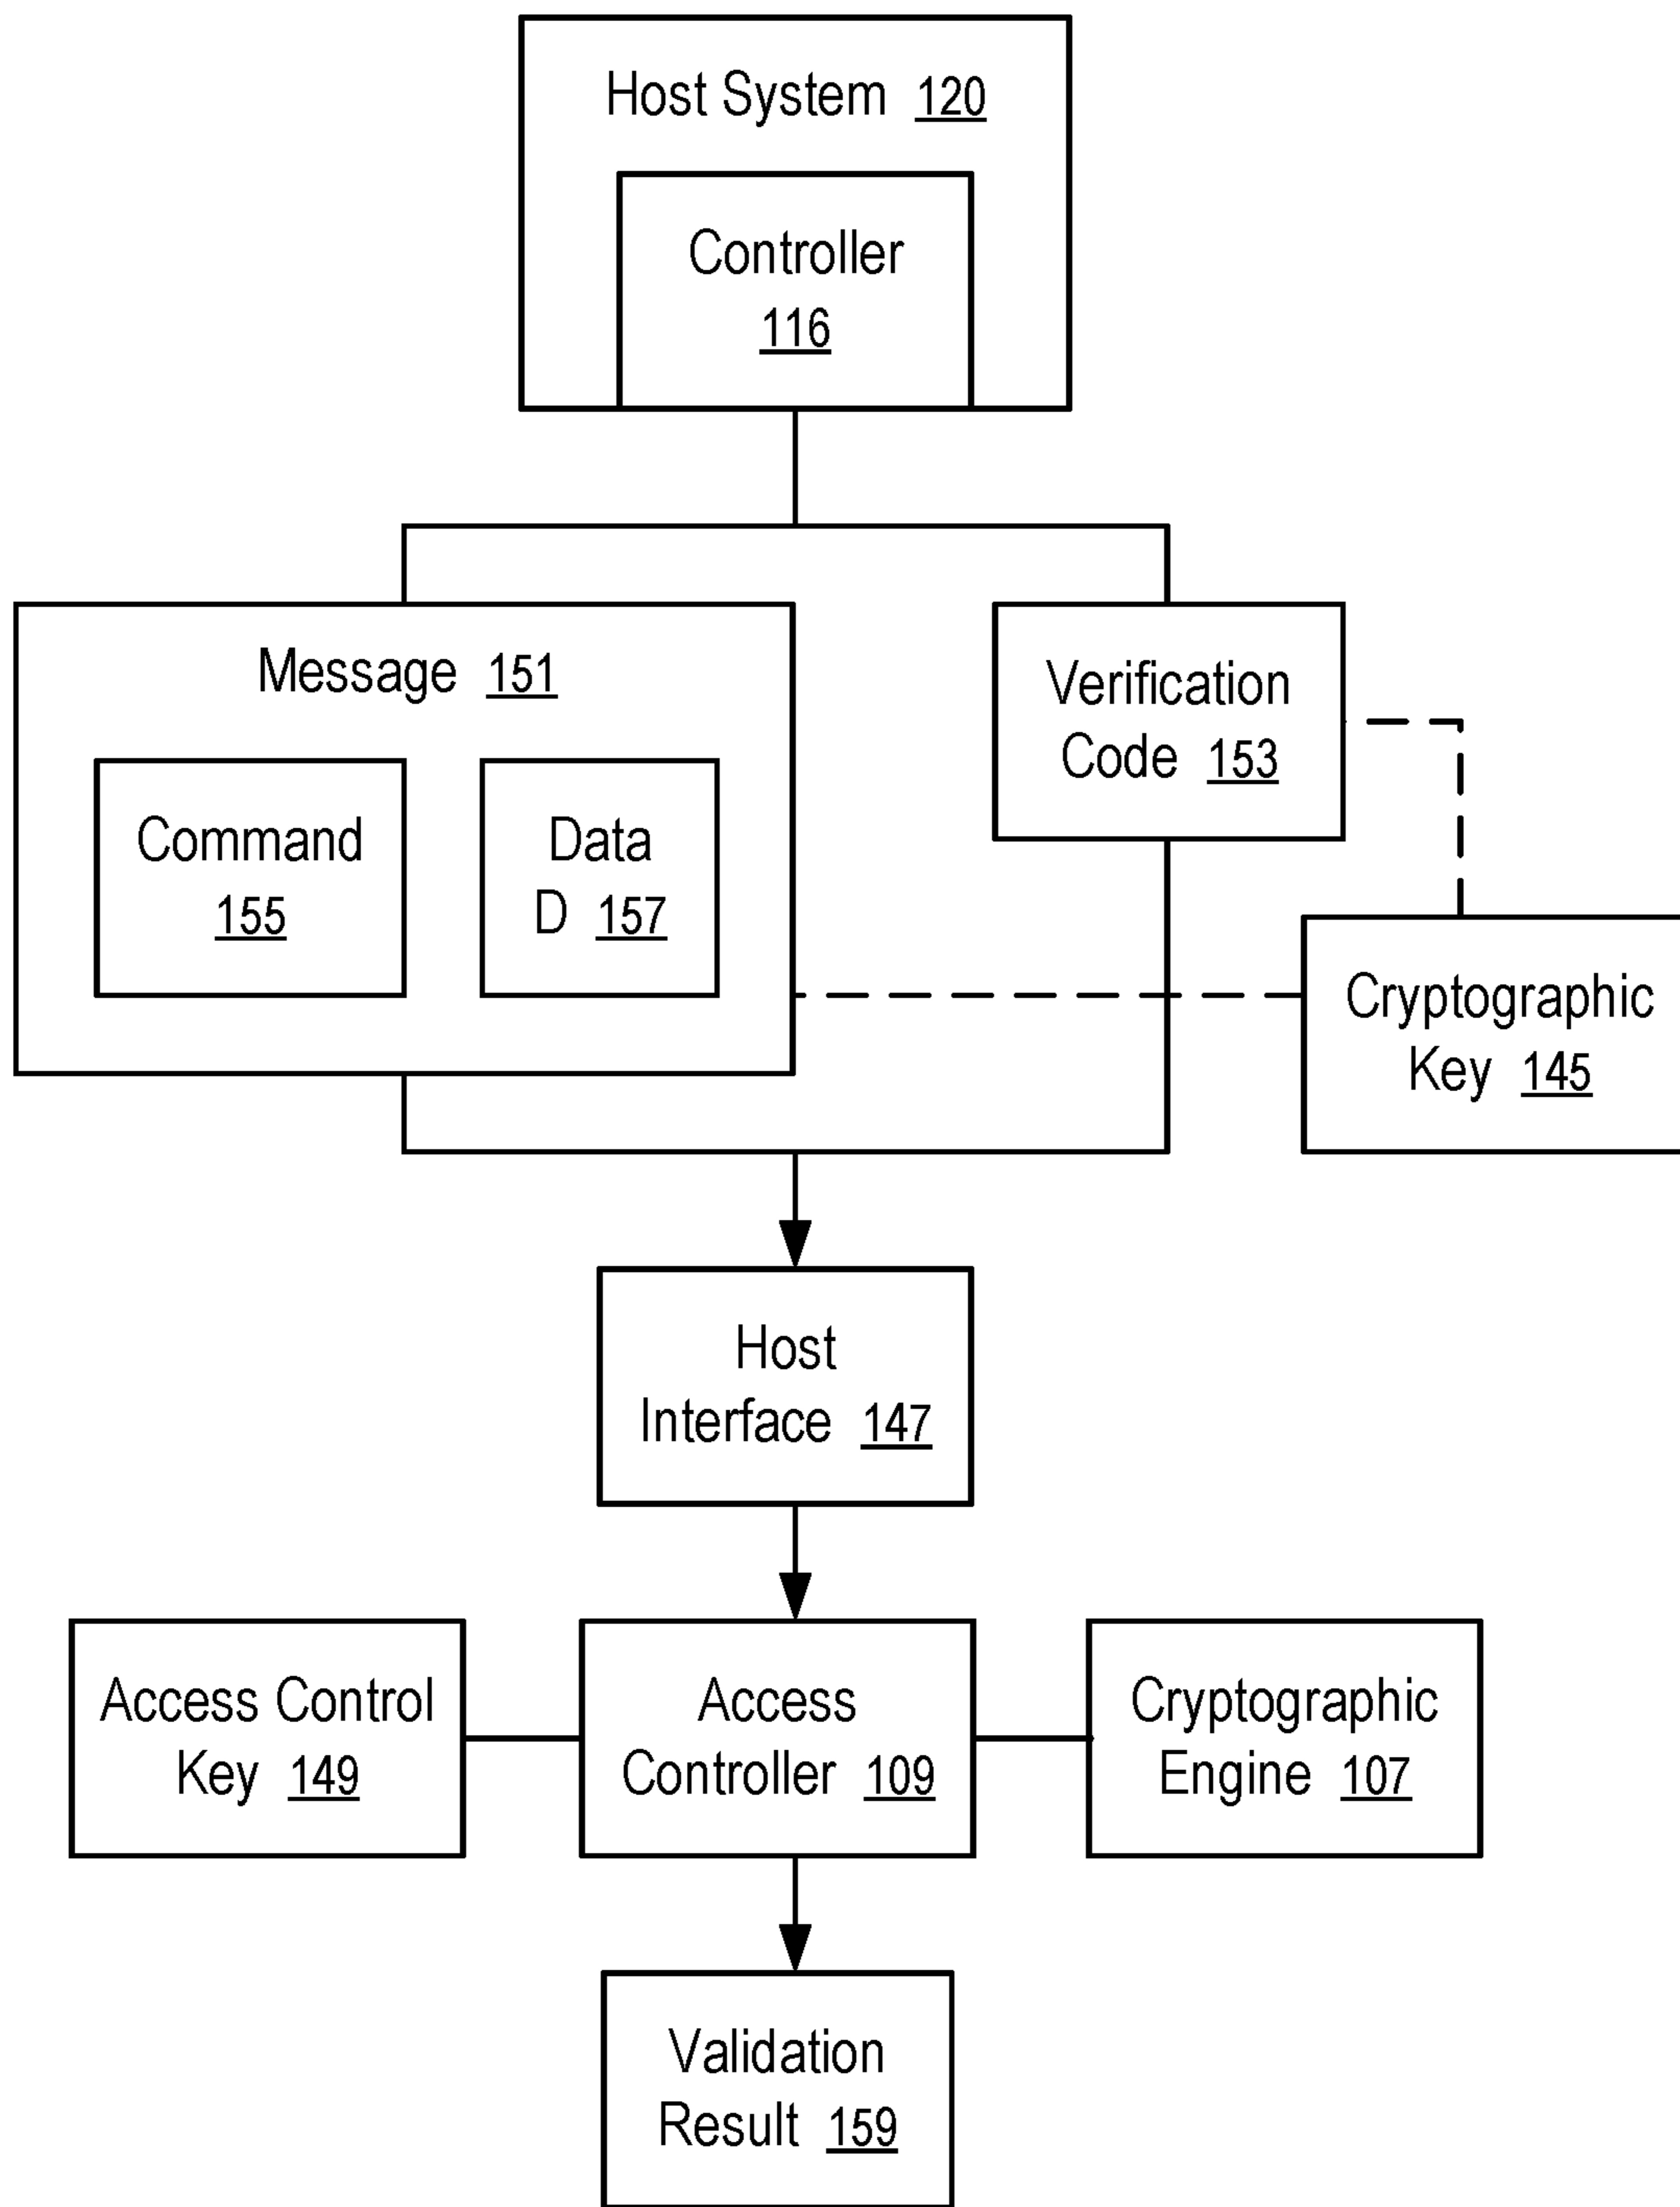 Host System 120
Controller
116
Message 151
Command
155
Data
D 157
Verification
Code 153
Cryptographic
Key 145
Host
Interface 147
Access Control
Key 149
Access
Controller 109
Cryptographic
Engine 107
Validation
Result 159